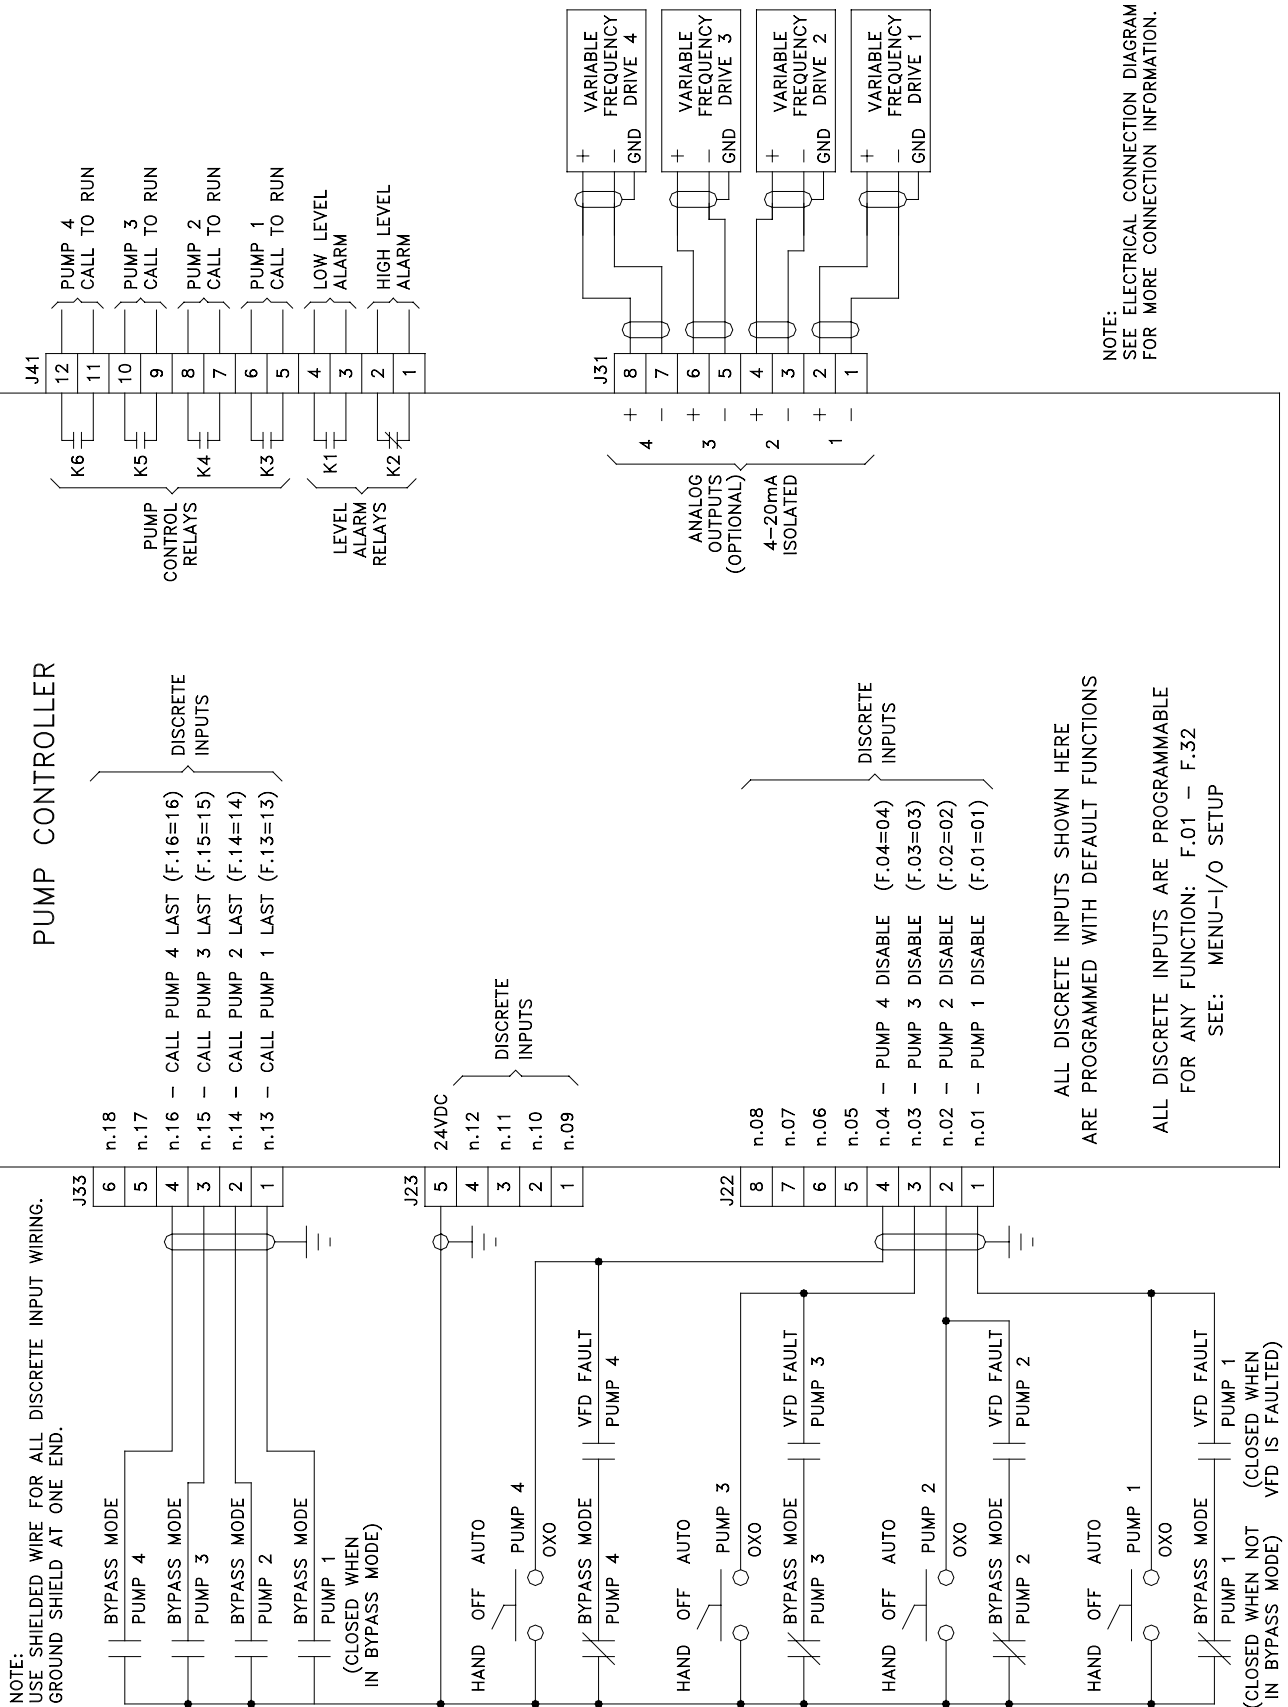 NOTE:
USE SHIELDED WIRE FOR ALL DISCRETE INPUT WIRING.
GROUND SHIELD AT ONE END.
PUMP CONTROLLER
J33
6
5
4
3
2
1
n.18
n.17
n.16 – CALL PUMP 4 LAST (F.16=16)
n.15 – CALL PUMP 3 LAST (F.15=15)
n.14 – CALL PUMP 2 LAST (F.14=14)
n.13 – CALL PUMP 1 LAST (F.13=13)
DISCRETE
INPUTS
BYPASS MODE
PUMP 4
BYPASS MODE
PUMP 3
BYPASS MODE
PUMP 2
BYPASS MODE
PUMP 1
(CLOSED WHEN
IN BYPASS MODE)
J41
12
11
10
9
8
7
6
5
4
3
2
1
K6
K5
K4
K3
K1
K2
PUMP
CONTROL
RELAYS
LEVEL
ALARM
RELAYS
PUMP 4
CALL TO RUN
PUMP 3
CALL TO RUN
PUMP 2
CALL TO RUN
PUMP 1
CALL TO RUN
LOW LEVEL
ALARM
HIGH LEVEL
ALARM
J23
5
4
3
2
1
24VDC
n.12
n.11
n.10
n.09
DISCRETE
INPUTS
HAND OFF AUTO
PUMP 4
OXO
BYPASS MODE
PUMP 4
VFD FAULT
PUMP 4
HAND OFF AUTO
PUMP 3
OXO
BYPASS MODE
PUMP 3
VFD FAULT
PUMP 3
HAND OFF AUTO
PUMP 2
OXO
BYPASS MODE
PUMP 2
VFD FAULT
PUMP 2
HAND OFF AUTO
PUMP 1
OXO
BYPASS MODE
PUMP 1
VFD FAULT
PUMP 1
(CLOSED WHEN NOT
IN BYPASS MODE)
(CLOSED WHEN
VFD IS FAULTED)
J22
8
7
6
5
4
3
2
1
n.08
n.07
n.06
n.05
n.04 – PUMP 4 DISABLE (F.04=04)
n.03 – PUMP 3 DISABLE (F.03=03)
n.02 – PUMP 2 DISABLE (F.02=02)
n.01 – PUMP 1 DISABLE (F.01=01)
DISCRETE
INPUTS
J31
8
7
6
5
4
3
2
1
+
–
+
–
+
–
+
–
4
3
2
1
ANALOG
OUTPUTS
(OPTIONAL)
4–20mA
ISOLATED
VARIABLE
FREQUENCY
DRIVE 4
+
–
GND
VARIABLE
FREQUENCY
DRIVE 3
+
–
GND
VARIABLE
FREQUENCY
DRIVE 2
+
–
GND
VARIABLE
FREQUENCY
DRIVE 1
+
–
GND
ALL DISCRETE INPUTS SHOWN HERE
ARE PROGRAMMED WITH DEFAULT FUNCTIONS
ALL DISCRETE INPUTS ARE PROGRAMMABLE
FOR ANY FUNCTION: F.01 – F.32
SEE: MENU–I/O SETUP
NOTE:
SEE ELECTRICAL CONNECTION DIAGRAM
FOR MORE CONNECTION INFORMATION.